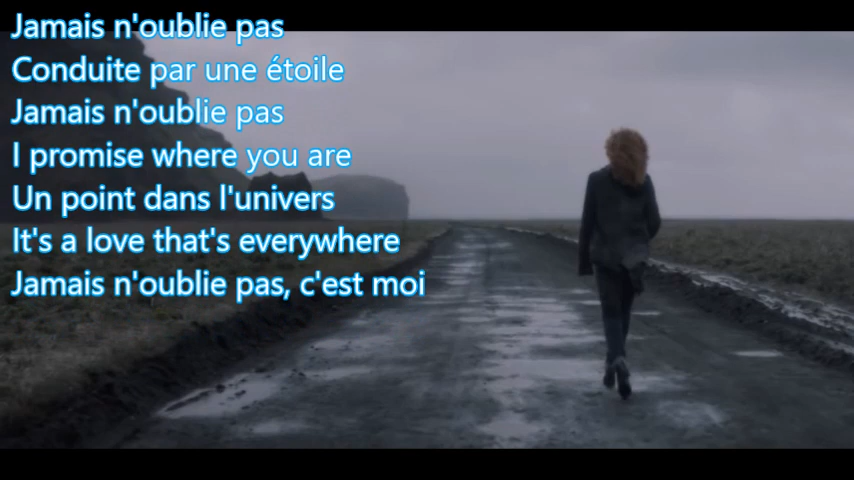 Jamais n'oublie pas
Conduite par une étoile
Jamais n'oublie pas
I promise where you are
Un point dans l'univers
It's a love that's everywhere
Jamais n'oublie pas, c'est moi